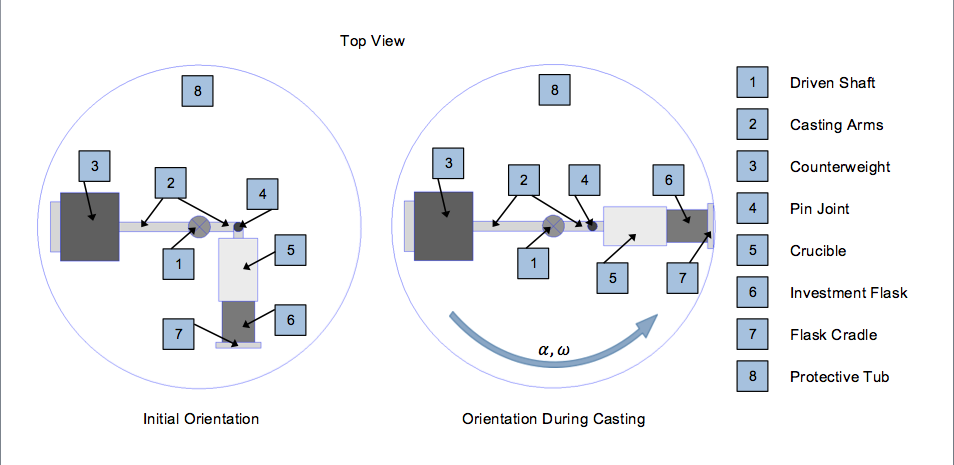 Top View
8
3
2
4
1
5
7
6
Initial Orientation
8
3
2
4
6
1
5
7
α, ω
Orientation During Casting
1 Driven Shaft
2 Casting Arms
3 Counterweight
4 Pin Joint
5 Crucible
6 Investment Flask
7 Flask Cradle
8 Protective Tub